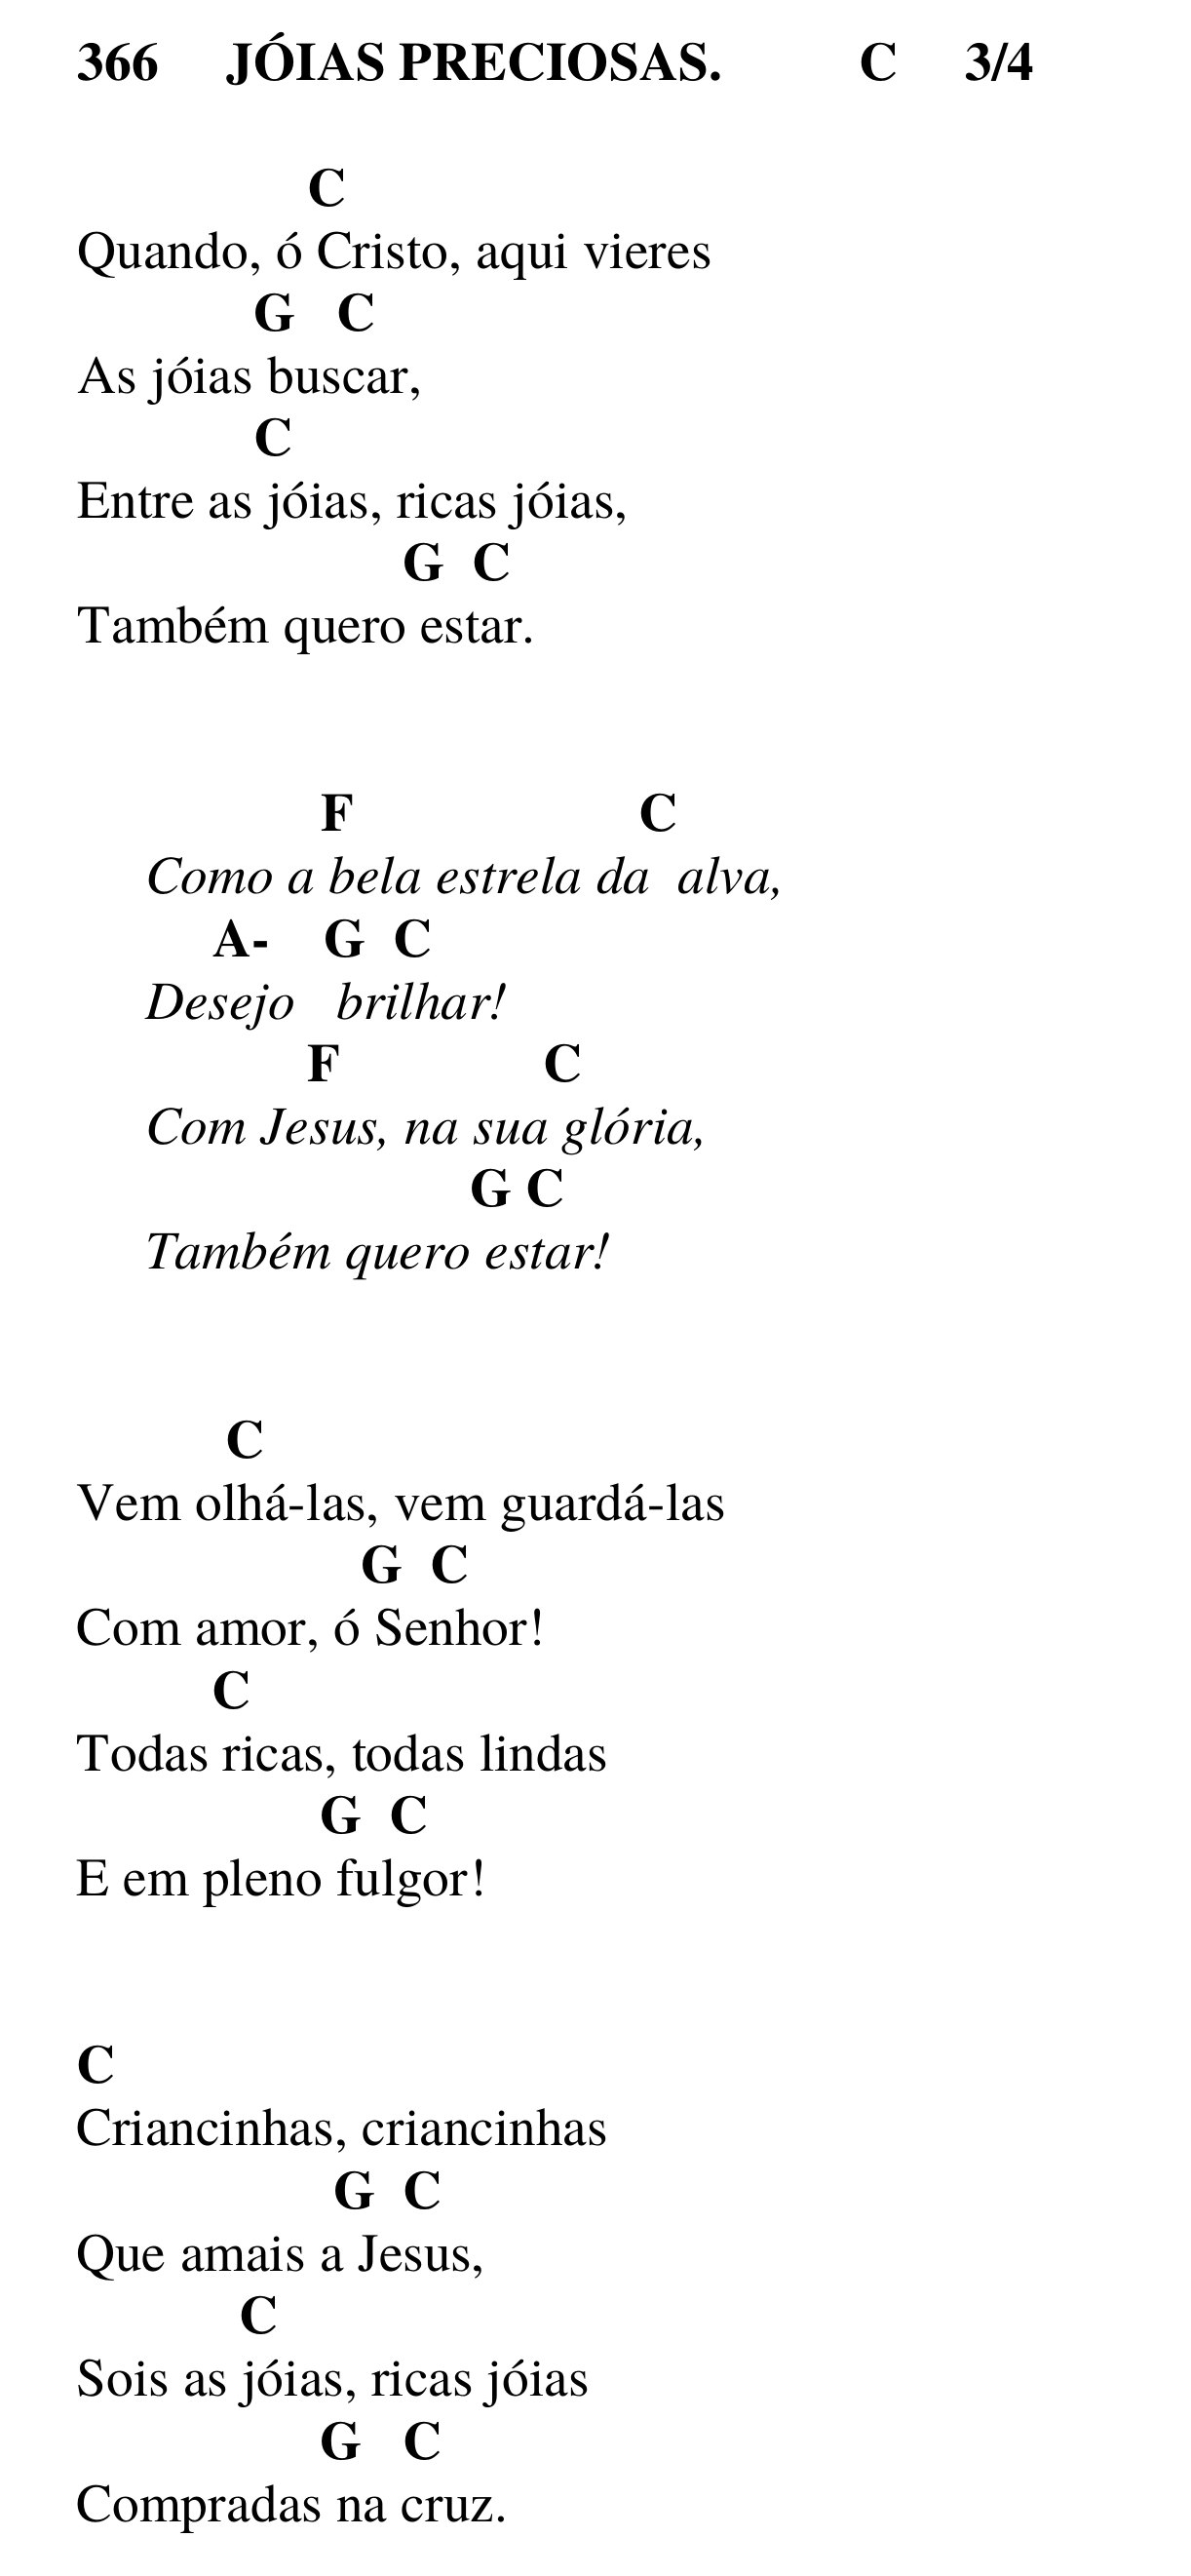 366 JÓIAS PRECIOSAS. C 3/4
C
Quando, ó Cristo, aqui vieres
G C
As jóias buscar,
C
Entre as jóias, ricas jóias,
G C
Também quero estar.
F C
Como a bela estrela da alva,
A- G C
Desejo brilhar!
F C
Com Jesus, na sua glória,
G C
Também quero estar!
C
Vem olhá-las, vem guardá-las
G C
Com amor, ó Senhor!
C
Todas ricas, todas lindas
G C
E em pleno fulgor!
C
Criancinhas, criancinhas
G C
Que amais a Jesus,
C
Sois as jóias, ricas jóias
G C
Compradas na cruz.